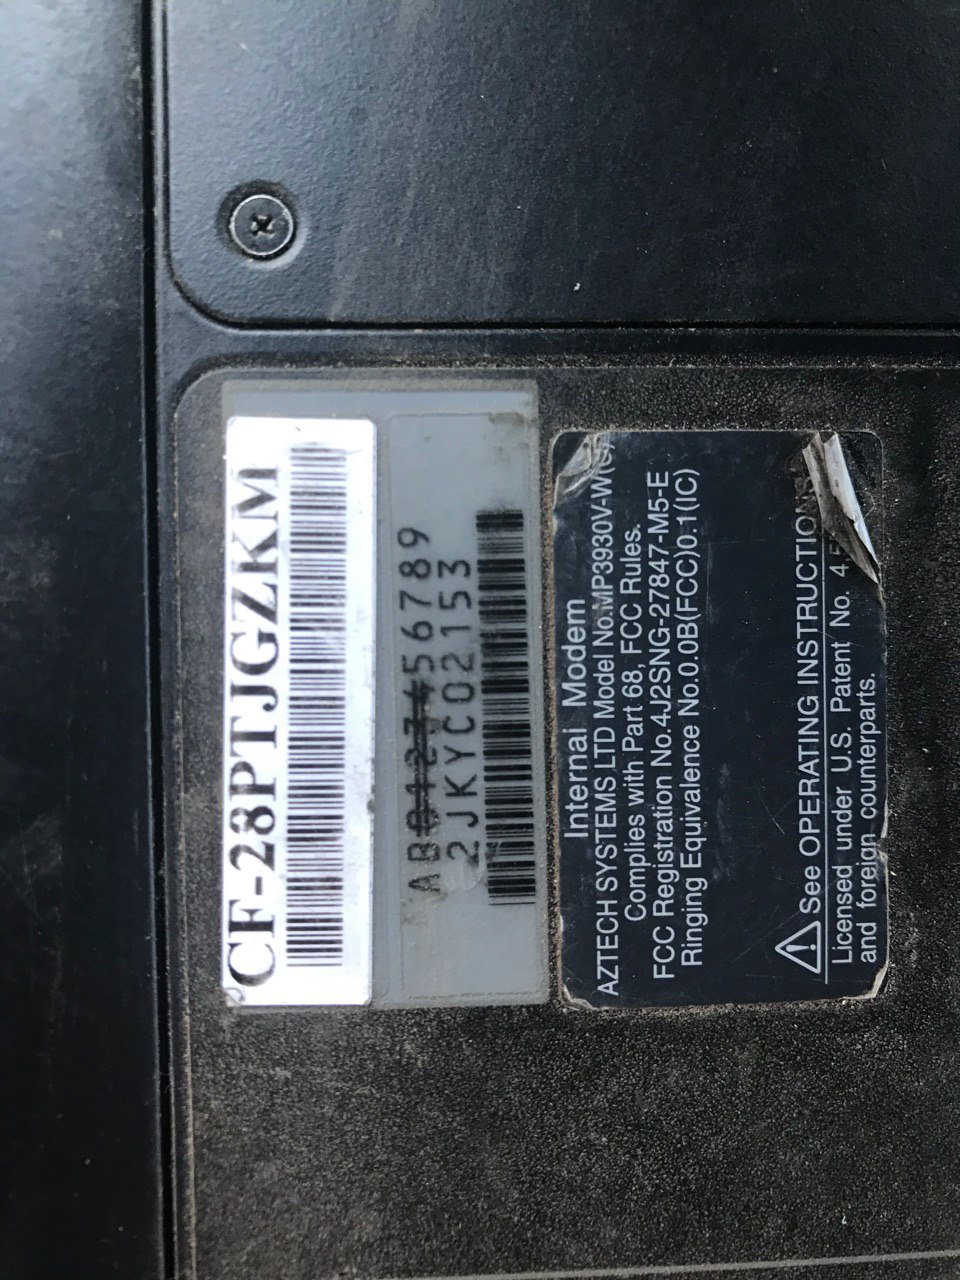 CF-28PTJGZKM
2JKYC02153
Internal Modem
AZTECH SYSTEMS LTD Model No.MP3930V-W(
Complies with Part 68, FCC Rules.
FCC Registration No.4J2SNG-27847-M5-E
Ringing Equivalence No.0.0B(FCC)0.1(IC)
See OPERATING INSTRUCTION
Licensed under U.S. Patent No. 4,
and foreign counterparts.